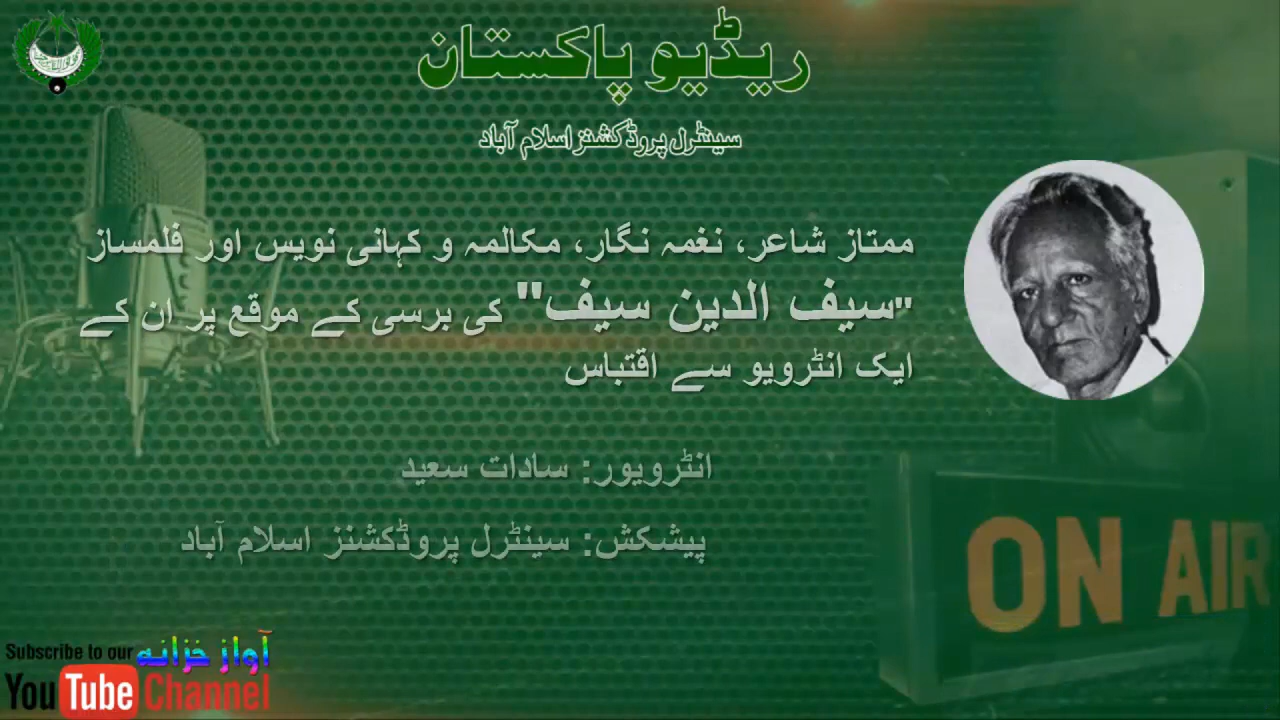 ریڈیو پاکستان
سینٹرل پروڈکشنز اسلام آباد
ممتاز شاعر، نغمہ نگار، مکالمہ و کہانی نویس اور فلمساز
"سیف الدین سیف" کی برسی کے موقع پر ان کے
ایک انٹرویو سے اقتباس
انٹرویور: سادات سعید
پیشکش: سینٹرل پروڈکشنز اسلام آباد
ON AIR
Subscribe to our آواز خزانہ
YouTube Channel